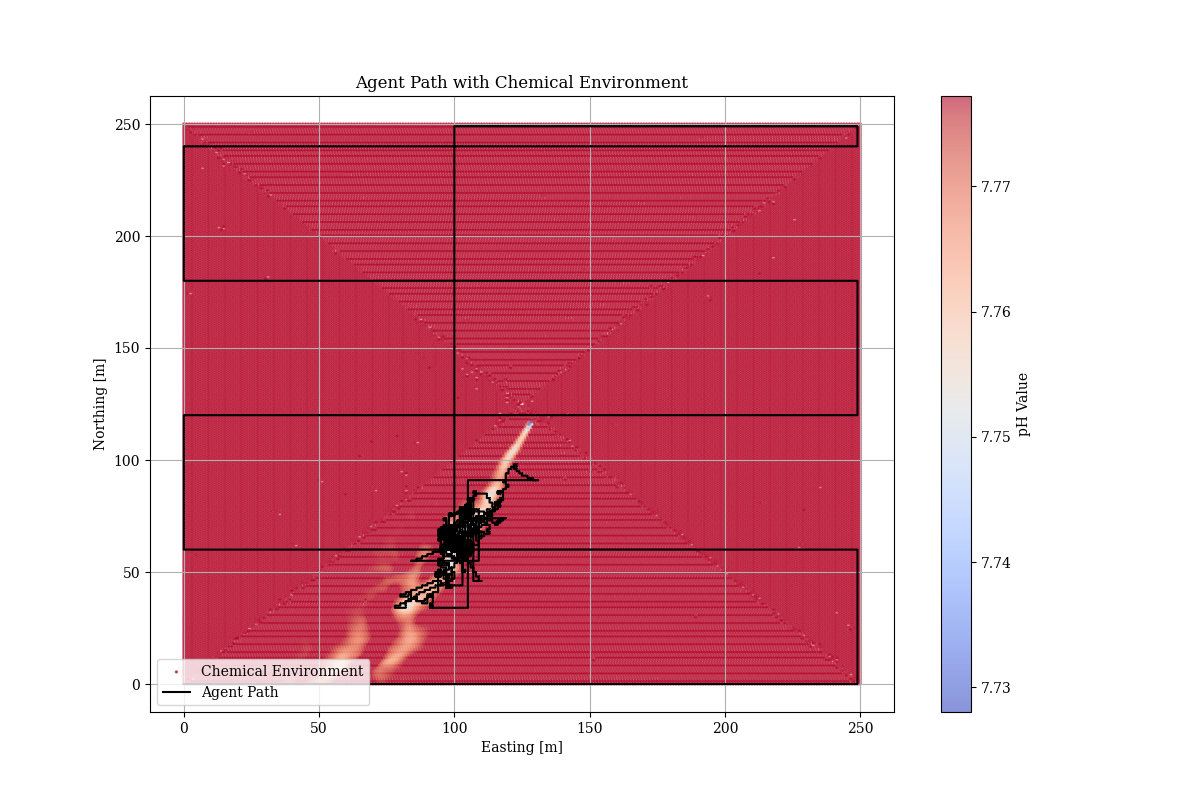 Agent Path with Chemical Environment
250
200
150
100
50
0
Northing [m]
0 50 100 150 200 250
Easting [m]
Chemical Environment
Agent Path
7.77
7.76
7.75
7.74
7.73
pH Value